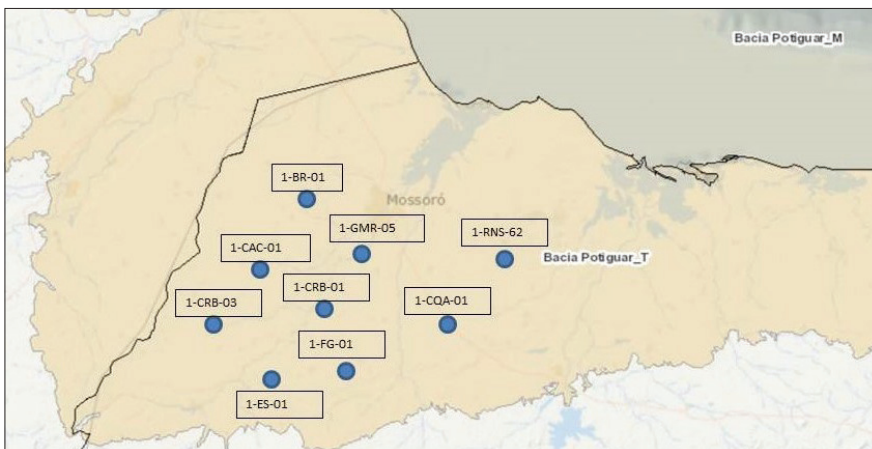 Bacia Potiguar_M
1-BR-01
Mossoró
1-GMR-05
1-RNS-62
1-CAC-01
Bacia Potiguar_T
1-CRB-01
1-CRB-03
1-CQA-01
1-FG-01
1-ES-01